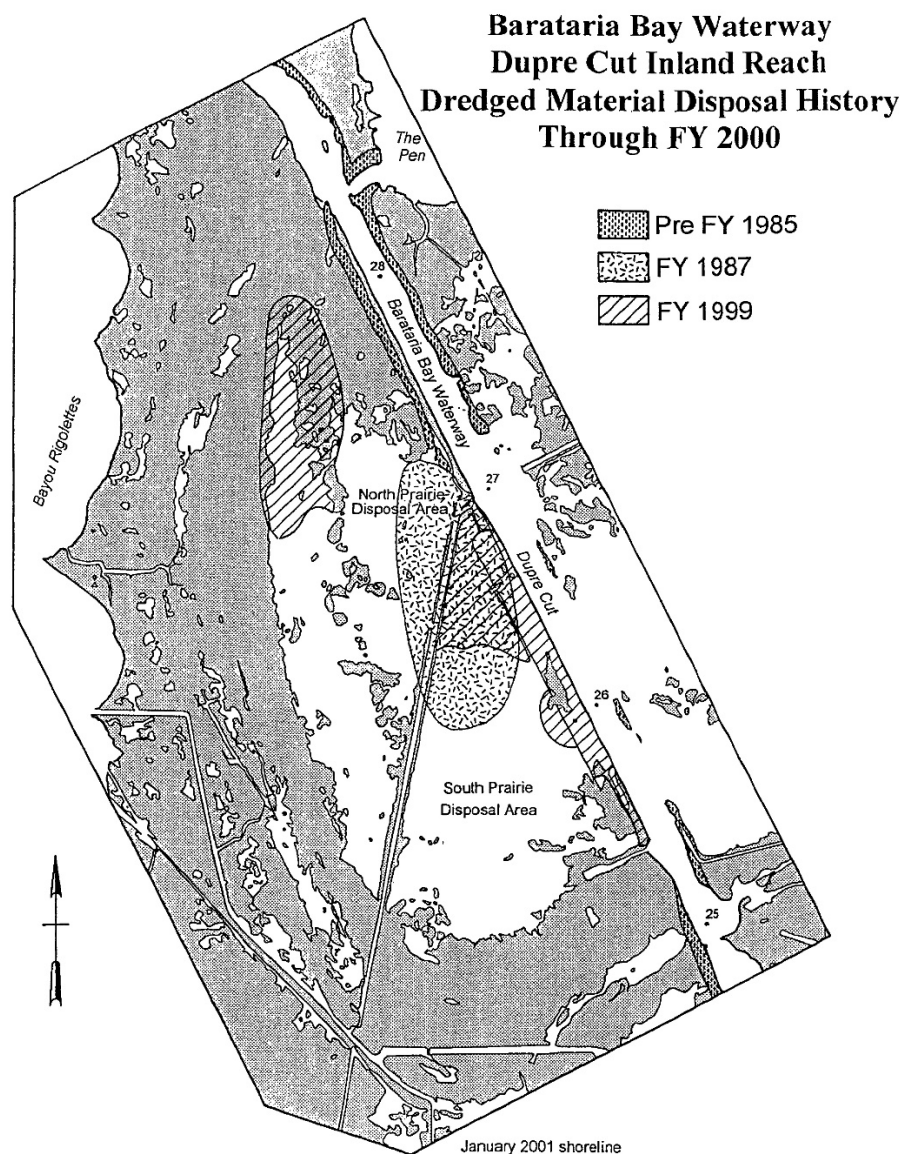 Barataria Bay Waterway
Dupre Cut Inland Reach
Dredged Material Disposal History
Through FY 2000
The
Pen
Pre FY 1985
FY 1987
FY 1999
28
Barataria Bay Waterway
Bayou Rigolettes
27
North Prairie
Disposal Area
Dupre Cut
26
South Prairie
Disposal Area
25
January 2001 shoreline